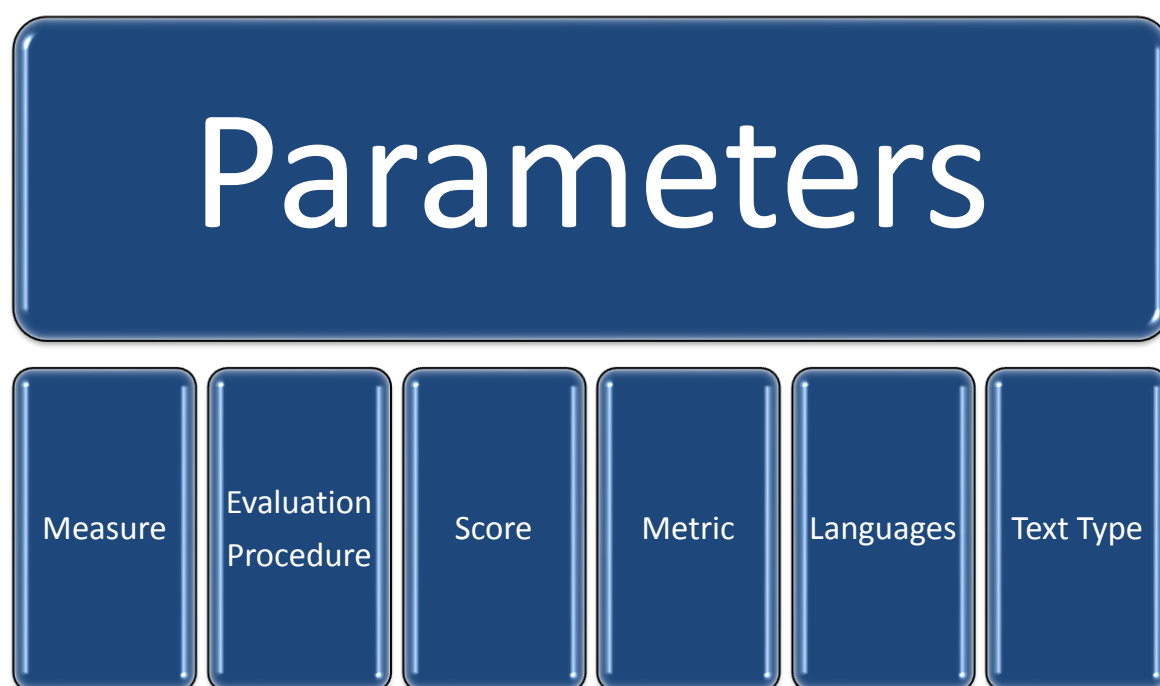 Parameters
Measure
Evaluation
Procedure
Score
Metric
Languages
Text Type